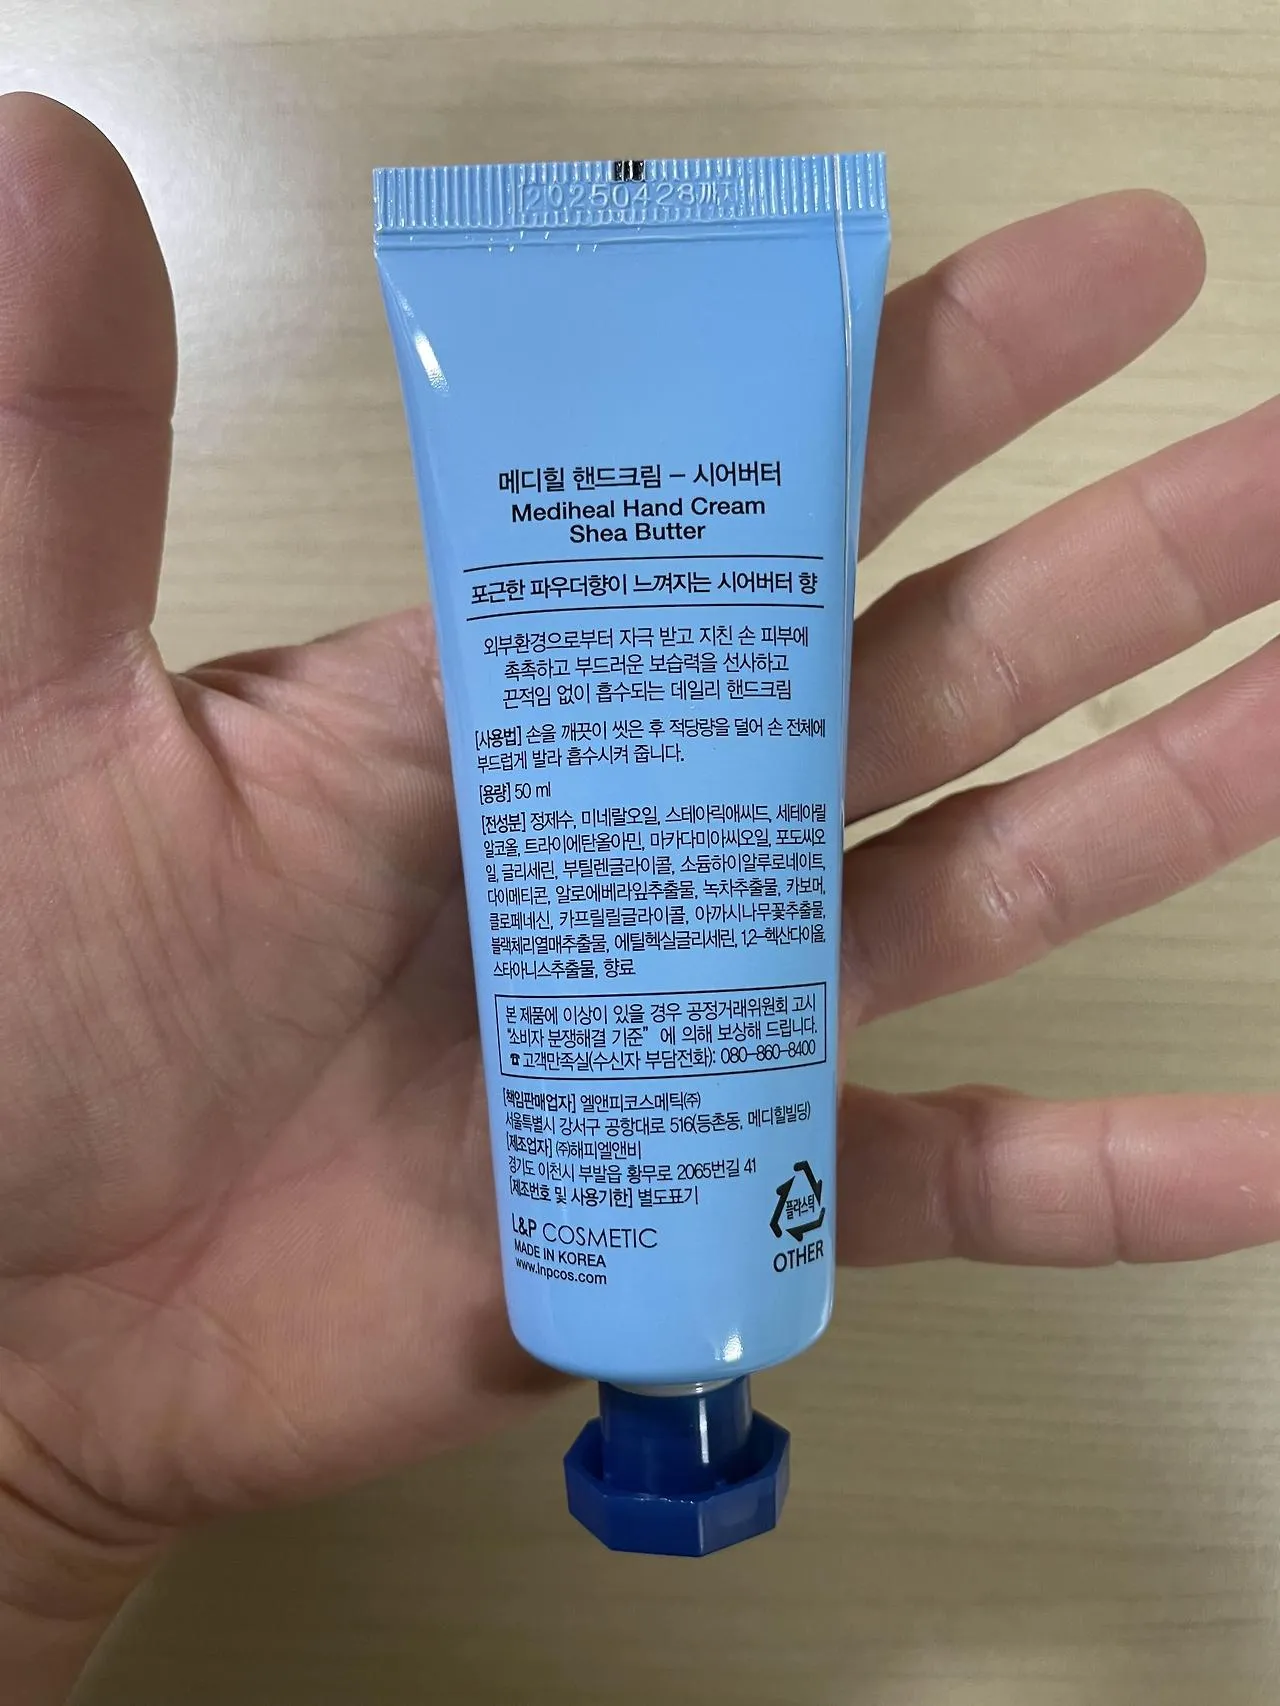 20250428까지
메디힐 핸드크림 – 시어버터
Mediheal Hand Cream
Shea Butter
포근한 파우더향이 느껴지는 시어버터 향
외부환경으로부터 자극 받고 지친 손 피부에
촉촉하고 부드러운 보습력을 선사하고
끈적임 없이 흡수되는 데일리 핸드크림
[사용법] 손을 깨끗이 씻은 후 적당량을 덜어 손 전체에
부드럽게 발라 흡수시켜 줍니다.
[용량] 50 ml
[전성분] 정제수, 미네랄오일, 스테아릭애씨드, 세테아릴
알코올, 트라이에탄올아민, 마카다미아씨오일, 포도씨오
일, 글리세린, 부틸렌글라이콜, 소듐하이알루로네이트,
다이메티콘, 알로에베라잎추출물, 녹차추출물, 카보머,
클로페네신, 카프릴릴글라이콜, 아까시나무꽃추출물,
블랙체리열매추출물, 에틸헥실글리세린, 1,2–헥산다이올,
스타아니스추출물, 향료
본 제품에 이상이 있을 경우 공정거래위원회 고시
"소비자 분쟁해결 기준" 에 의해 보상해 드립니다.
☎고객만족실(수신자 부담전화): 080–860–8400
[책임판매업자] 엘앤피코스메틱㈜
서울특별시 강서구 공항대로 516(등촌동, 메디힐빌딩)
[제조업자] ㈜해피엘앤비
경기도 이천시 부발읍 황무로 2065번길 41
[제조번호 및 사용기한] 별도표기
L&P COSMETIC
MADE IN KOREA
www.lnpcos.com
플라스틱
OTHER